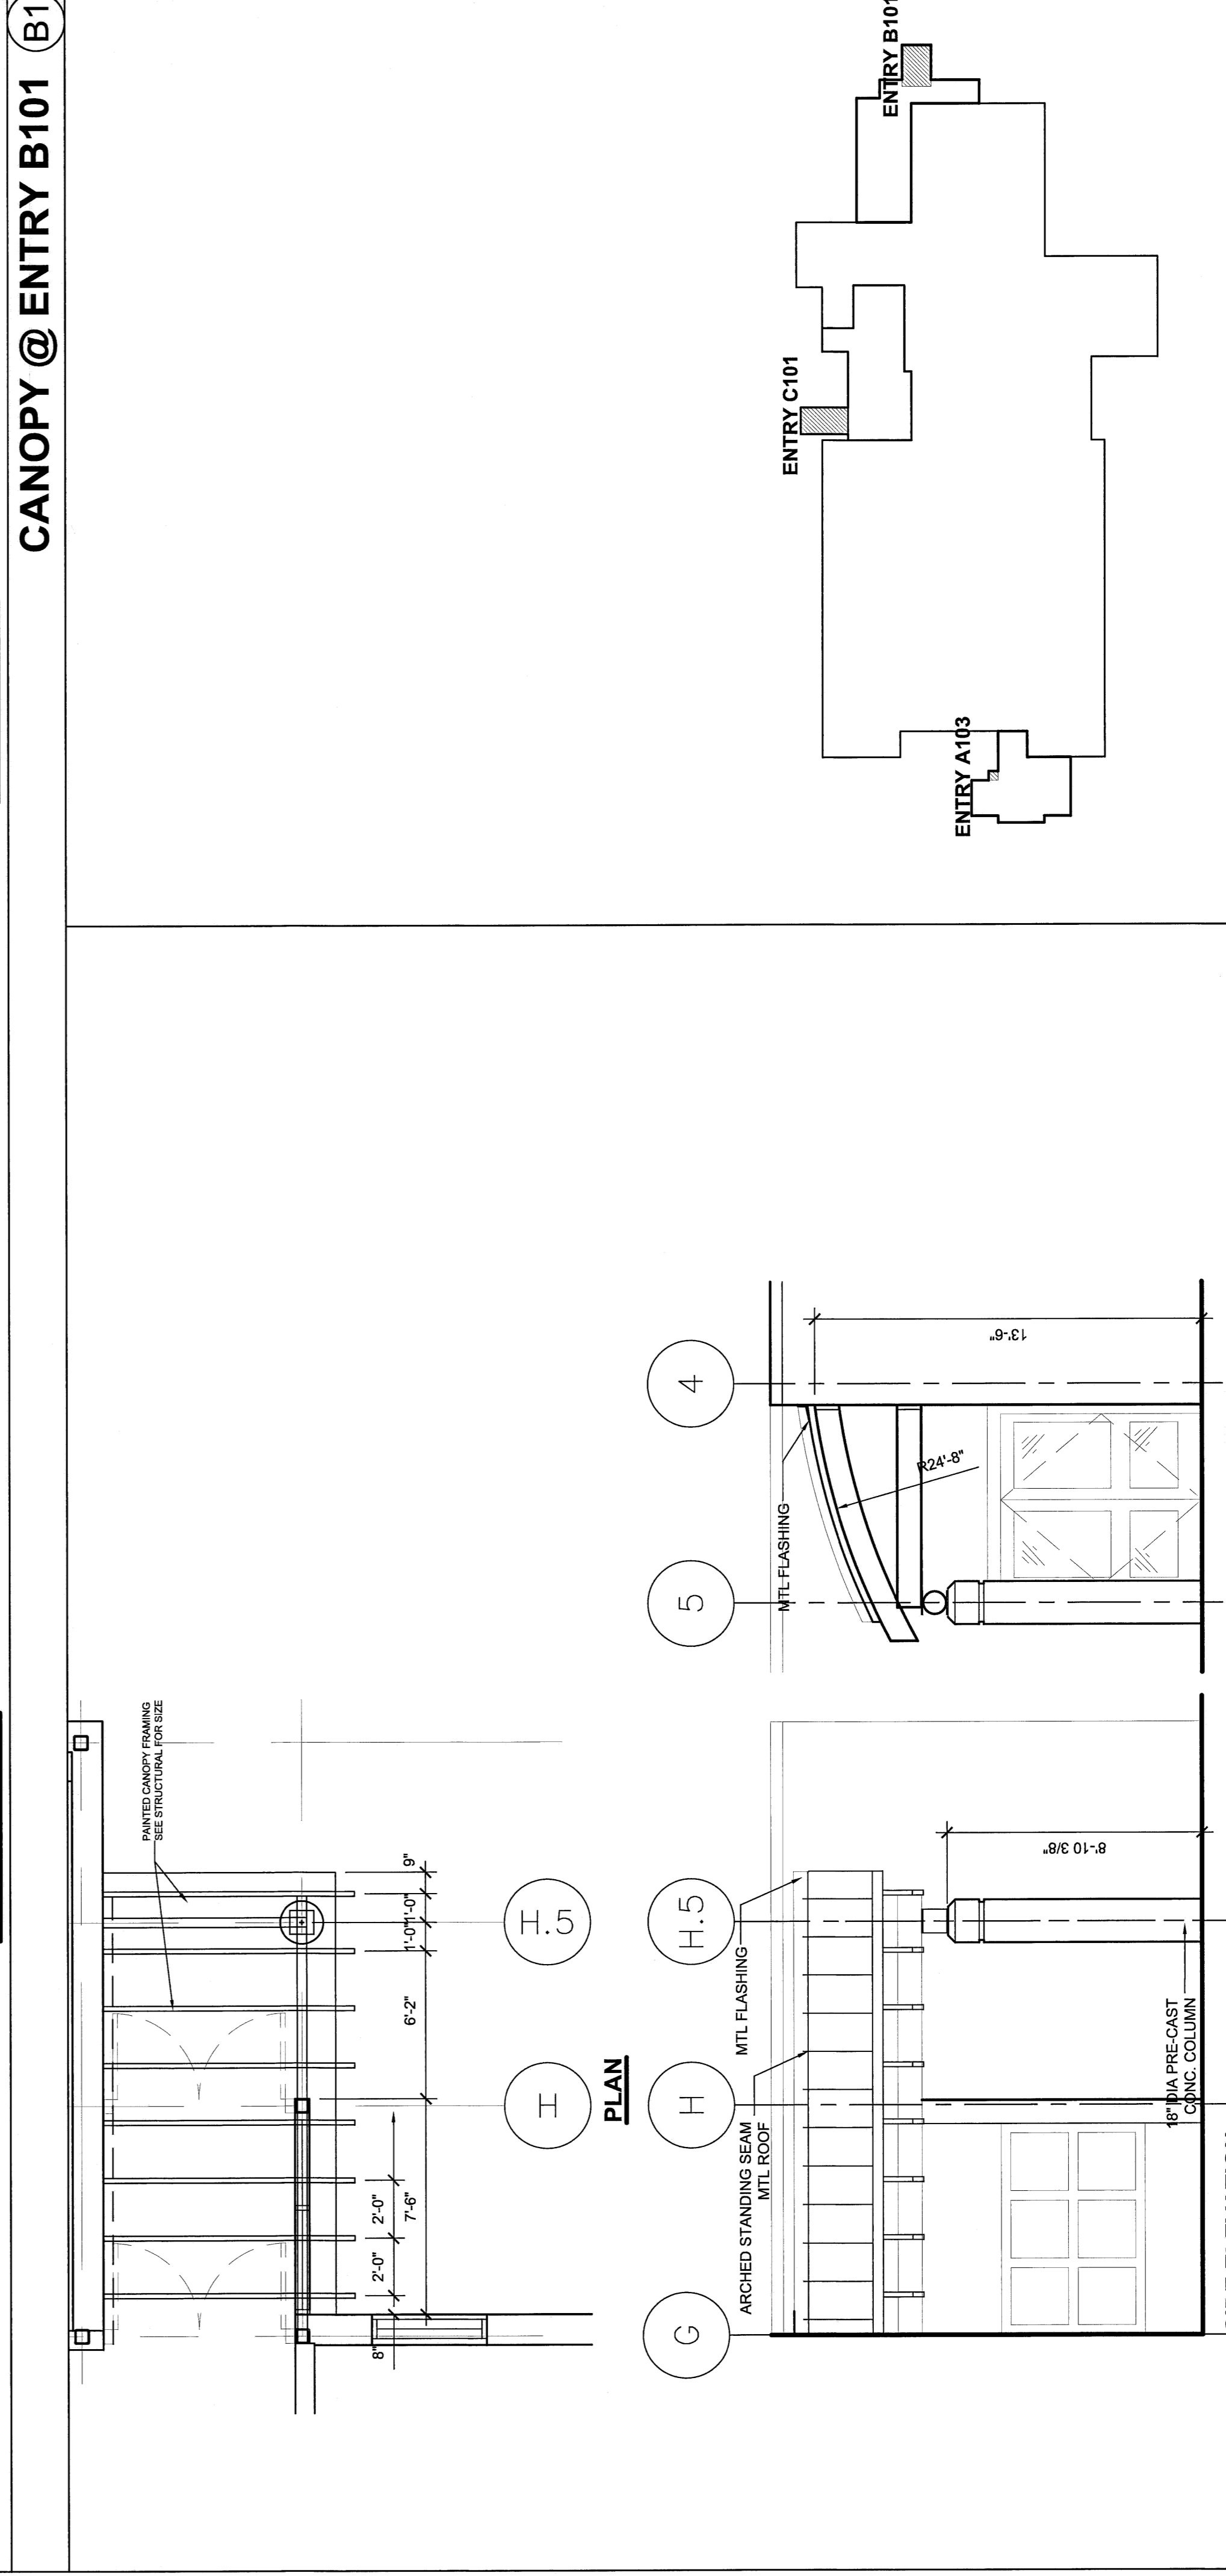 CANOPY @ ENTRY B101
B1
PAINTED CANOPY FRAMING
SEE STRUCTURAL FOR SIZE
8"
2'-0"
2'-0"
7'-6"
6'-2"
1'-0"
1'-0"
9"
H
H.5
PLAN
G
H
H.5
ARCHED STANDING SEAM
MTL ROOF
MTL FLASHING
8'-10 3/8"
18" DIA PRE-CAST
CONC. COLUMN
5
4
MTL FLASHING
R24'-8"
13'-6"
ENTRY A103
ENTRY C101
ENTRY B101